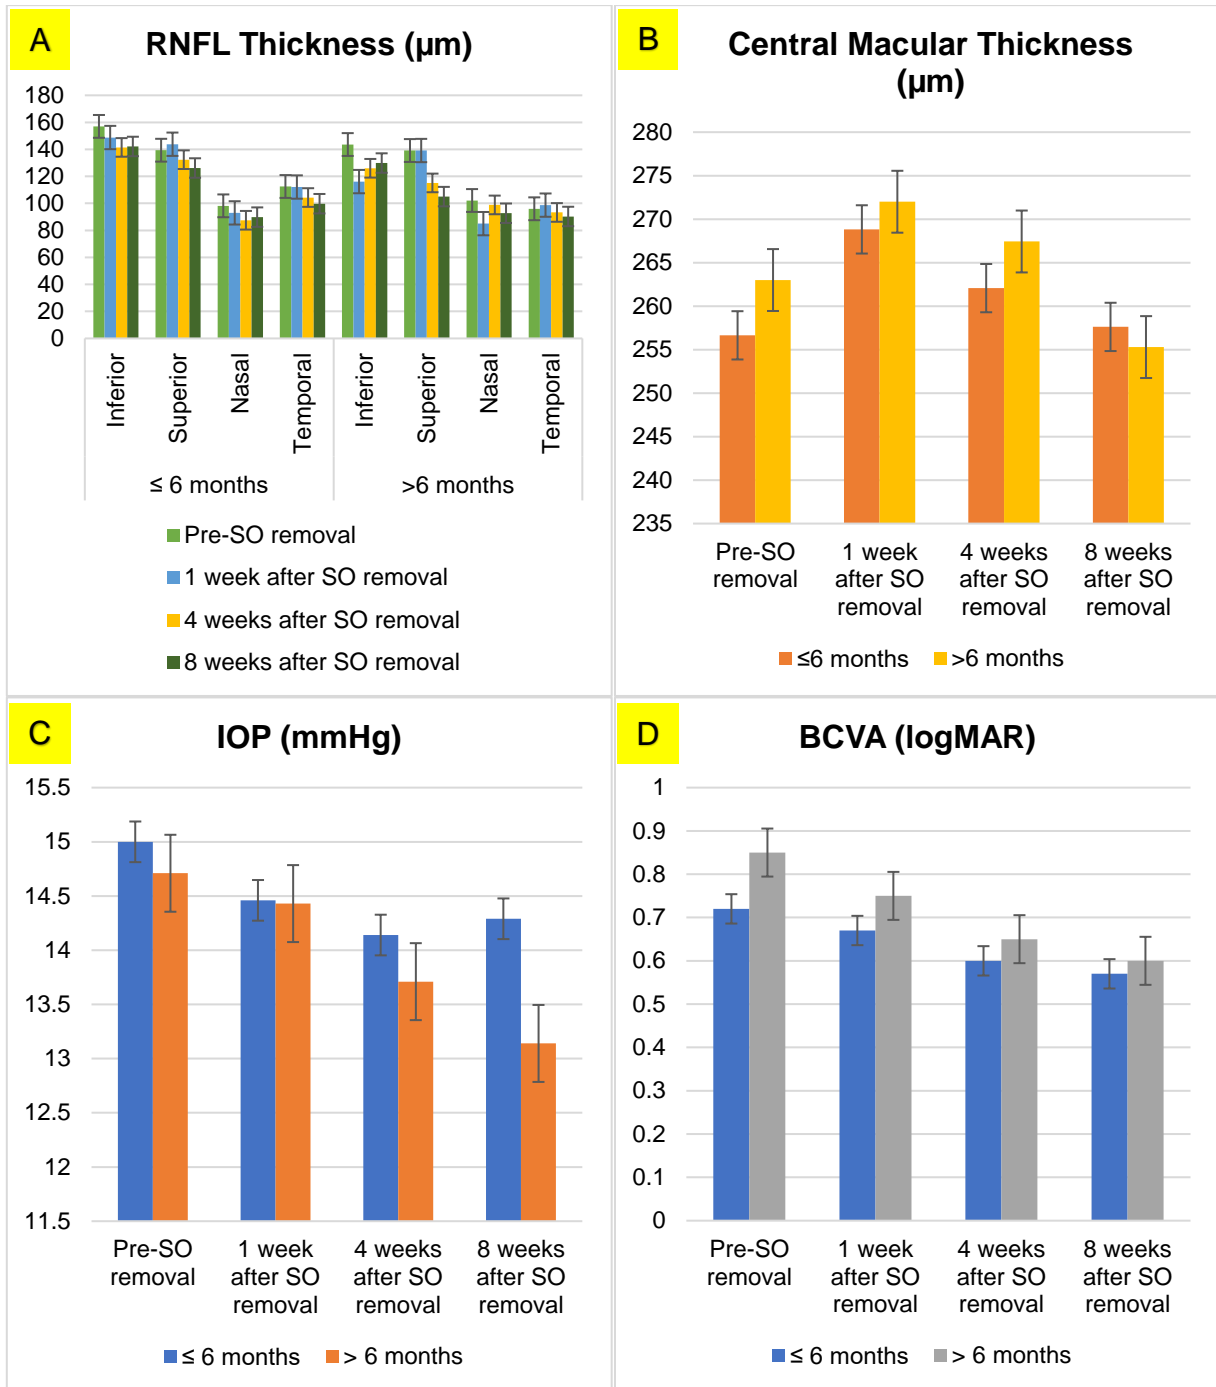 A
RNFL Thickness (µm)
180
160
140
120
100
80
60
40
20
0
Inferior
Superior
Nasal
Temporal
Inferior
Superior
Nasal
Temporal
≤ 6 months
>6 months
Pre-SO removal
1 week after SO removal
4 weeks after SO removal
8 weeks after SO removal
B
Central Macular Thickness
(µm)
280
275
270
265
260
255
250
245
240
235
Pre-SO
removal
1 week
after SO
removal
4 weeks
after SO
removal
8 weeks
after SO
removal
≤6 months
>6 months
C
IOP (mmHg)
15.5
15
14.5
14
13.5
13
12.5
12
11.5
Pre-SO
removal
1 week
after SO
removal
4 weeks
after SO
removal
8 weeks
after SO
removal
≤ 6 months
> 6 months
D
BCVA (logMAR)
1
0.9
0.8
0.7
0.6
0.5
0.4
0.3
0.2
0.1
0
Pre-SO
removal
1 week
after SO
removal
4 weeks
after SO
removal
8 weeks
after SO
removal
≤ 6 months
> 6 months